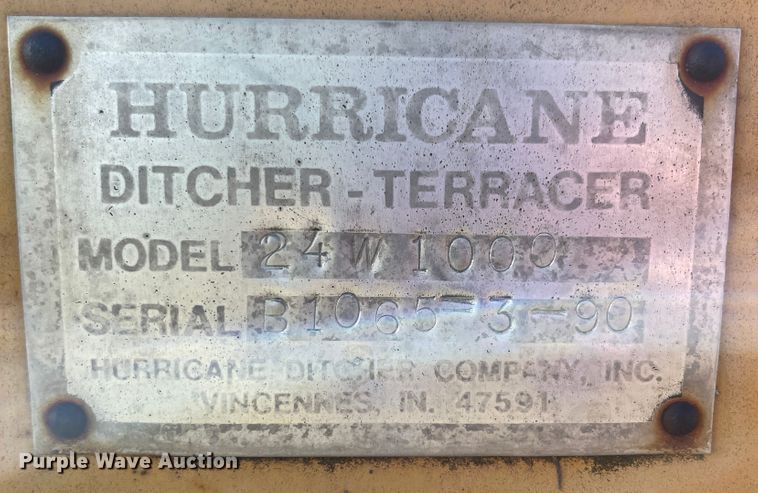 HURRICANE
DITCHER - TERRACER
MODEL 24W1000
SERIAL B1065-3-90
HURRICANE DITCHER COMPANY, INC.
VINCENNES, IN. 47591
Purple Wave Auction